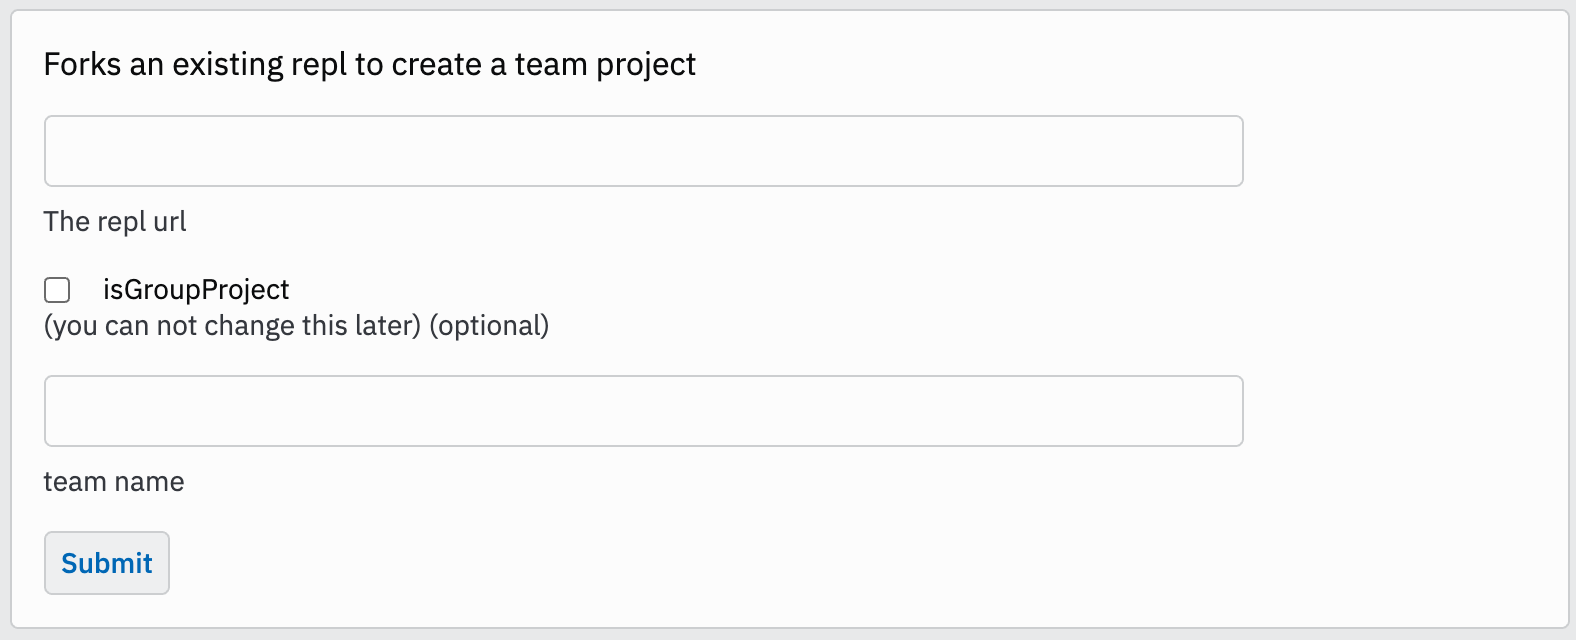 Forks an existing repl to create a team project
The repl url
isGroupProject
(you can not change this later) (optional)
team name
Submit